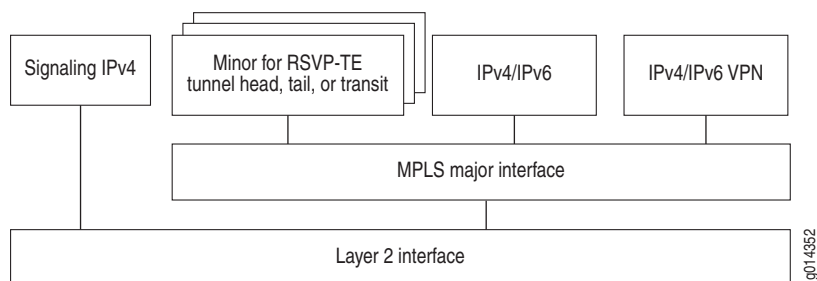 Signaling IPv4
Minor for RSVP-TE
tunnel head, tail, or transit
IPv4/IPv6
IPv4/IPv6 VPN
MPLS major interface
Layer 2 interface
g014352